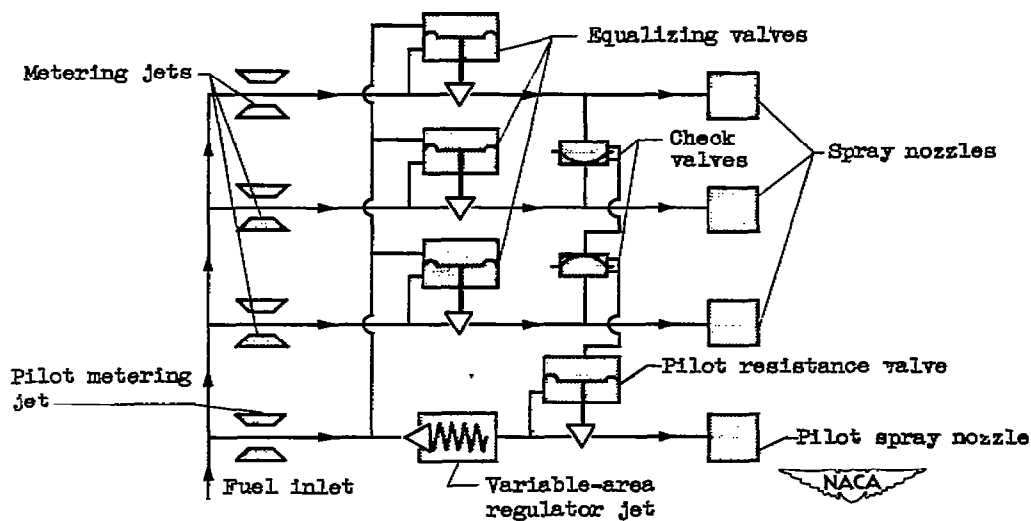 Equalizing valves
Metering jets
Check
valves
Spray nozzles
Pilot resistance valve
Pilot metering
jet
Pilot spray nozzle
Fuel inlet
Variable-area
regulator jet
NACA